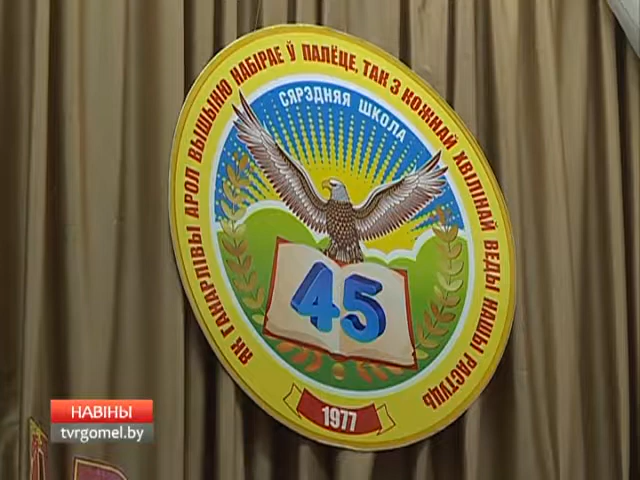 ЯК ГАНАРЛІВЫ АРОЛ ВЫШЫНЮ НАБІРАЕ Ў ПАЛЁЦЕ, ТАК З КОЖНАЙ ХВІЛІНАЙ ВЕДЫ НАШЫ РАСТУЦЬ
СЯРЭДНЯЯ ШКОЛА
45
1977
НАВІНЫ
tvrgomel.by